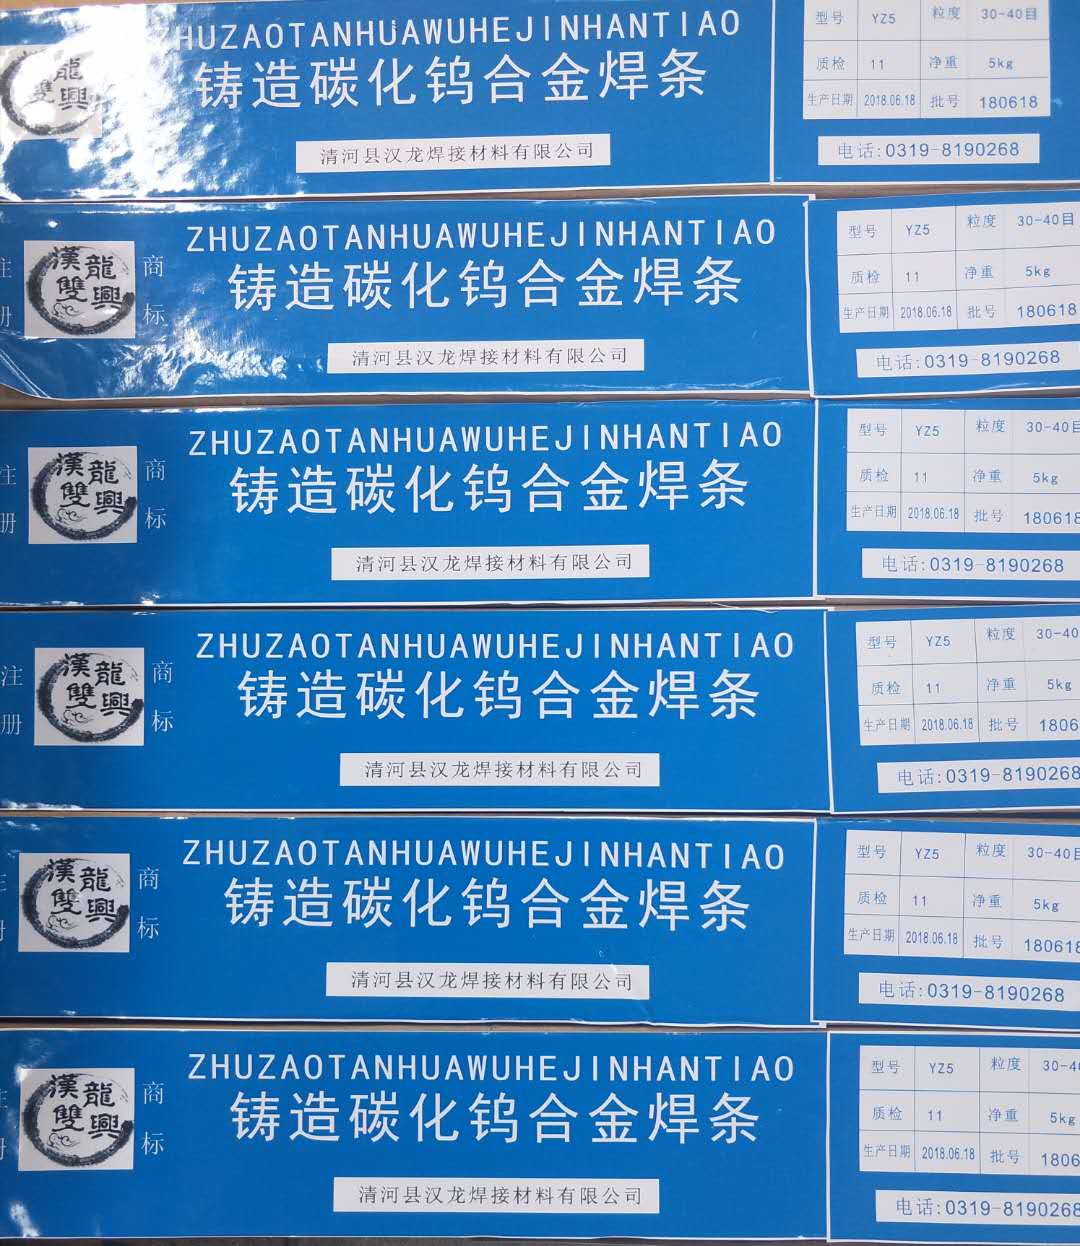 ZHUZAOTANHUAWUHEJINHANTIAO
铸造碳化钨合金焊条
清河县汉龙焊接材料有限公司
龍
雙 興
型号 YZ5 粒度 30-40目
质检 11 净重 5kg
生产日期 2018.06.18 批号 180618
电话:0319-8190268
注册 商标
漢龍
雙興
ZHUZAOTANHUAWUHEJINHANTIAO
铸造碳化钨合金焊条
清河县汉龙焊接材料有限公司
型号 YZ5 粒度 30-40目
质检 11 净重 5kg
生产日期 2018.06.18 批号 180618
电话:0319-8190268
注册 商标
漢龍
雙興
ZHUZAOTANHUAWUHEJINHANTIAO
铸造碳化钨合金焊条
清河县汉龙焊接材料有限公司
型号 YZ5 粒度 30-40目
质检 11 净重 5kg
生产日期 2018.06.18 批号 180618
电话:0319-8190268
注册 商标
漢龍
雙興
ZHUZAOTANHUAWUHEJINHANTIAO
铸造碳化钨合金焊条
清河县汉龙焊接材料有限公司
型号 YZ5 粒度 30-40
质检 11 净重 5kg
生产日期 2018.06.18 批号 1806
电话:0319-8190268
商标
漢龍
雙興
ZHUZAOTANHUAWUHEJINHANTIAO
铸造碳化钨合金焊条
清河县汉龙焊接材料有限公司
型号 YZ5 粒度 30-40目
质检 11 净重 5kg
生产日期 2018.06.18 批号 180618
电话:0319-8190268
商标
漢龍
雙興
ZHUZAOTANHUAWUHEJINHANTIAO
铸造碳化钨合金焊条
清河县汉龙焊接材料有限公司
型号 YZ5 粒度 30-40
质检 11 净重 5kg
生产日期 2018.06.18 批号 1806
电话:0319-8190268